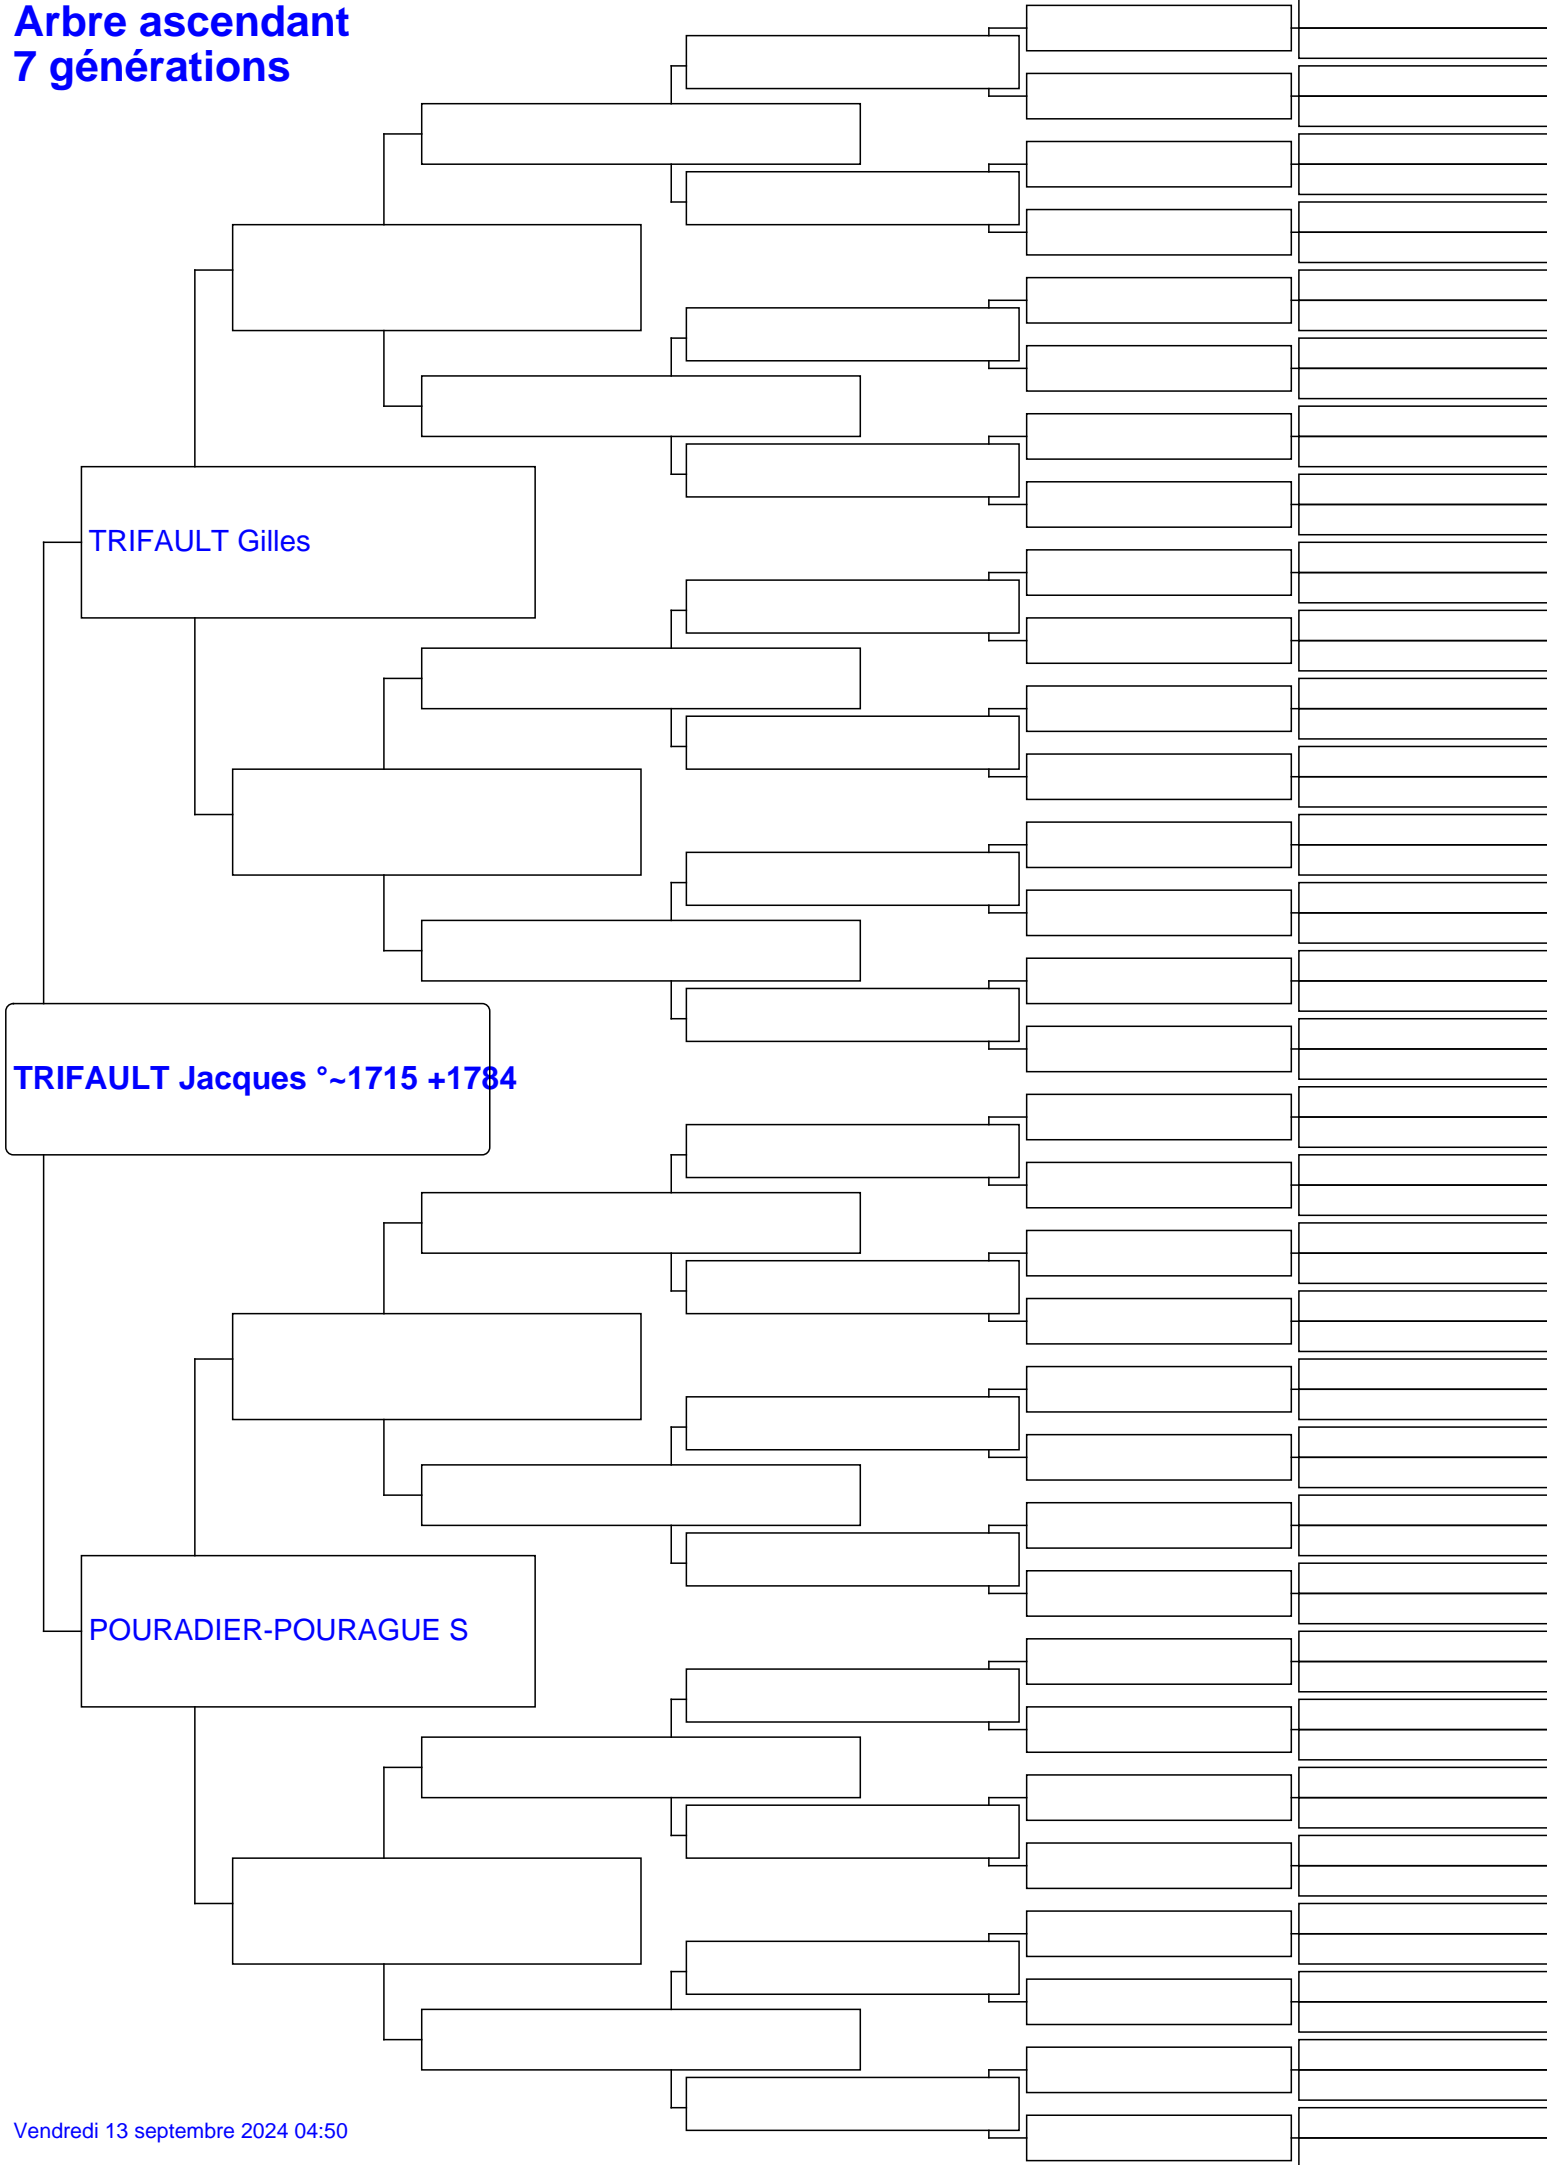 Arbre ascendant
7 générations
TRIFAULT Gilles
TRIFAULT Jacques °~1715 +1784
POURADIER-POURAGUE S
Vendredi 13 septembre 2024 04:50